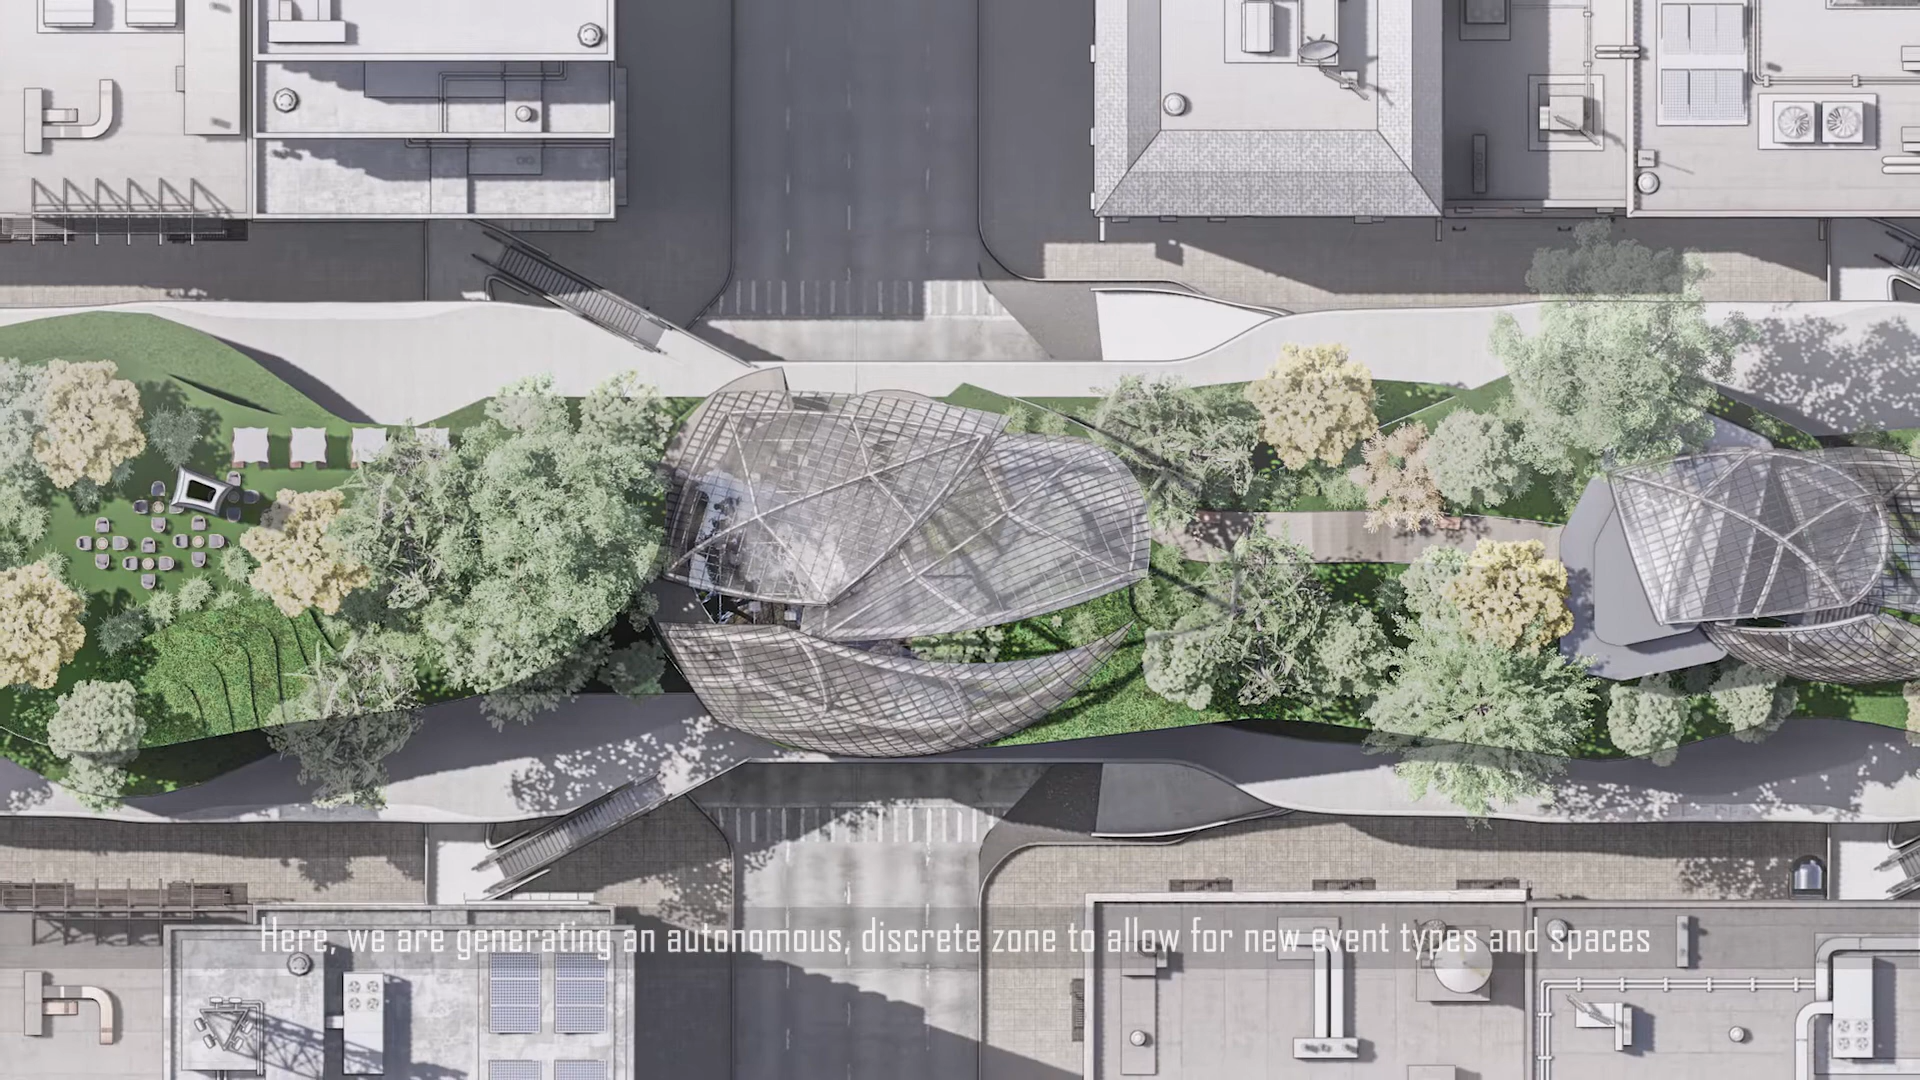 Here, we are generating an autonomous, discrete zone to allow for new event types and spaces